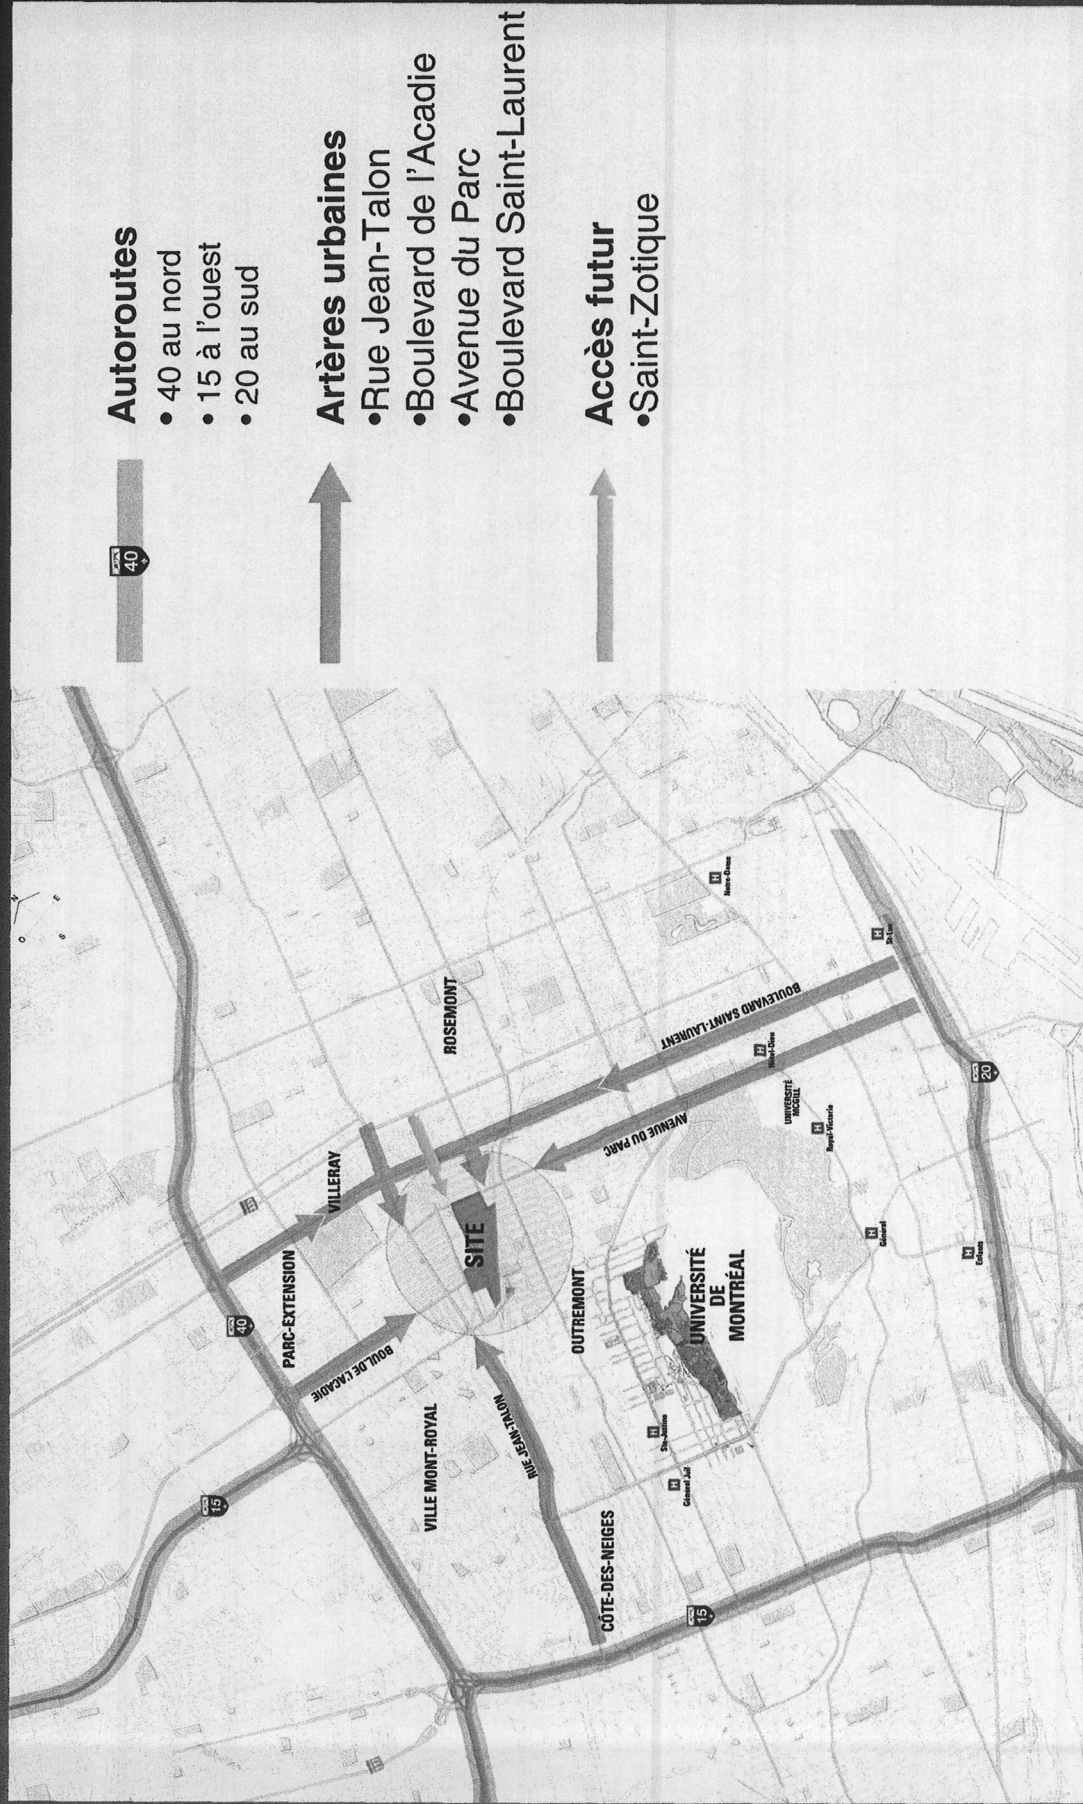 Autoroutes
• 40 au nord
• 15 à l'ouest
• 20 au sud
Artères urbaines
•Rue Jean-Talon
•Boulevard de l'Acadie
•Avenue du Parc
•Boulevard Saint-Laurent
Accès futur
•Saint-Zotique
40
N
O
E
S
15
40
PARC-EXTENSION
VILLERAY
BOUL.DE L'ACADIE
VILLE MONT-ROYAL
RUE JEAN-TALON
SITE
ROSEMONT
OUTREMONT
CÔTE-DES-NEIGES
UNIVERSITÉ
DE
MONTRÉAL
AVENUE DU PARC
BOULEVARD SAINT-LAURENT
UNIVERSITÉ
MCGILL
H
Notre-Dame
H
St-Luc
H
Hôtel-Dieu
H
Royal-Victoria
H
Général
H
Enfants
H
Ste-Justine
H
Général Juif
15
20